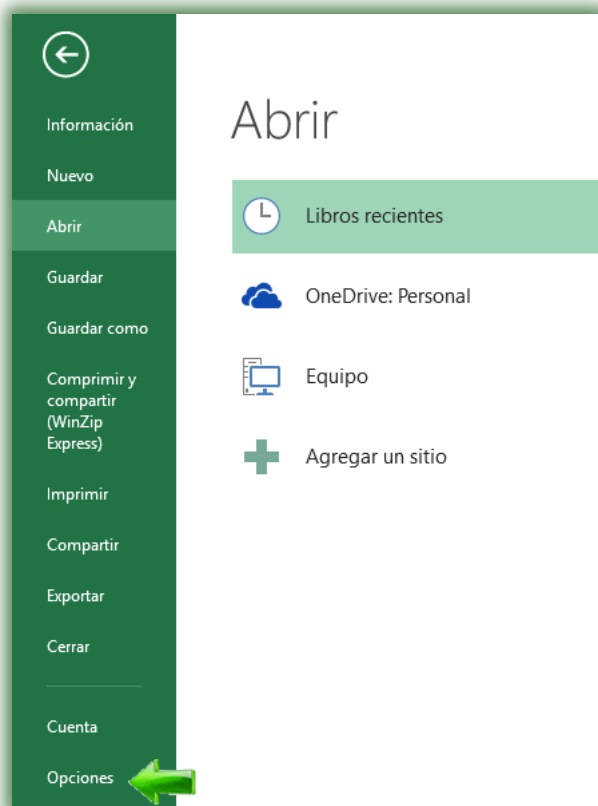 Información
Nuevo
Abrir
Guardar
Guardar como
Comprimir y
compartir
(WinZip
Express)
Imprimir
Compartir
Exportar
Cerrar
Cuenta
Opciones
Abrir
Libros recientes
OneDrive: Personal
Equipo
Agregar un sitio